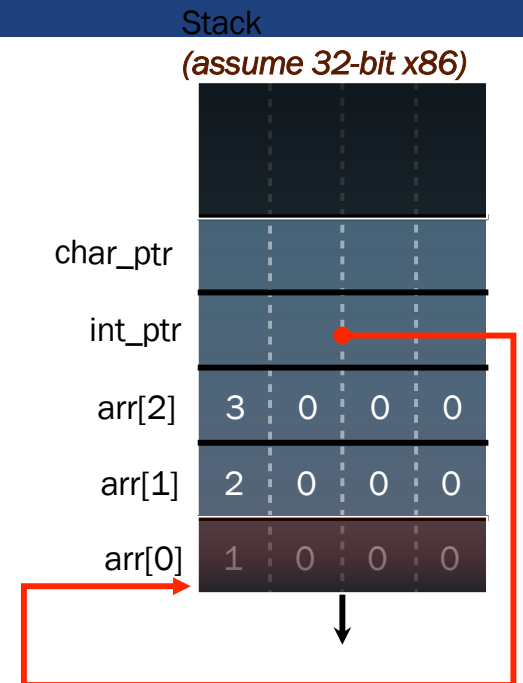 Stack
(assume 32-bit x86)
char_ptr
int_ptr
arr[2] 3 0 0 0
arr[1] 2 0 0 0
arr[0] 1 0 0 0